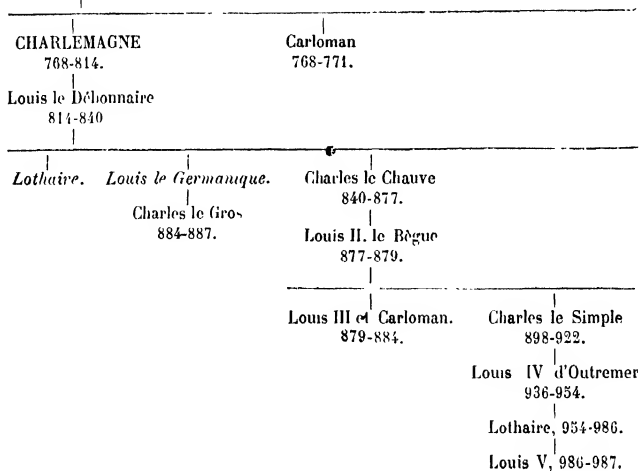 CHARLEMAGNE
768-814.
Carloman
768-771.
Louis le Débonnaire
814-840
Lothaire.
Louis le Germanique.
Charles le Gros
884-887.
Charles le Chauve
840-877.
Louis II. le Bègue
877-879.
Louis III et Carloman.
879-884.
Charles le Simple
898-922.
Louis IV d'Outremer
936-954.
Lothaire, 954-986.
Louis V, 986-987.